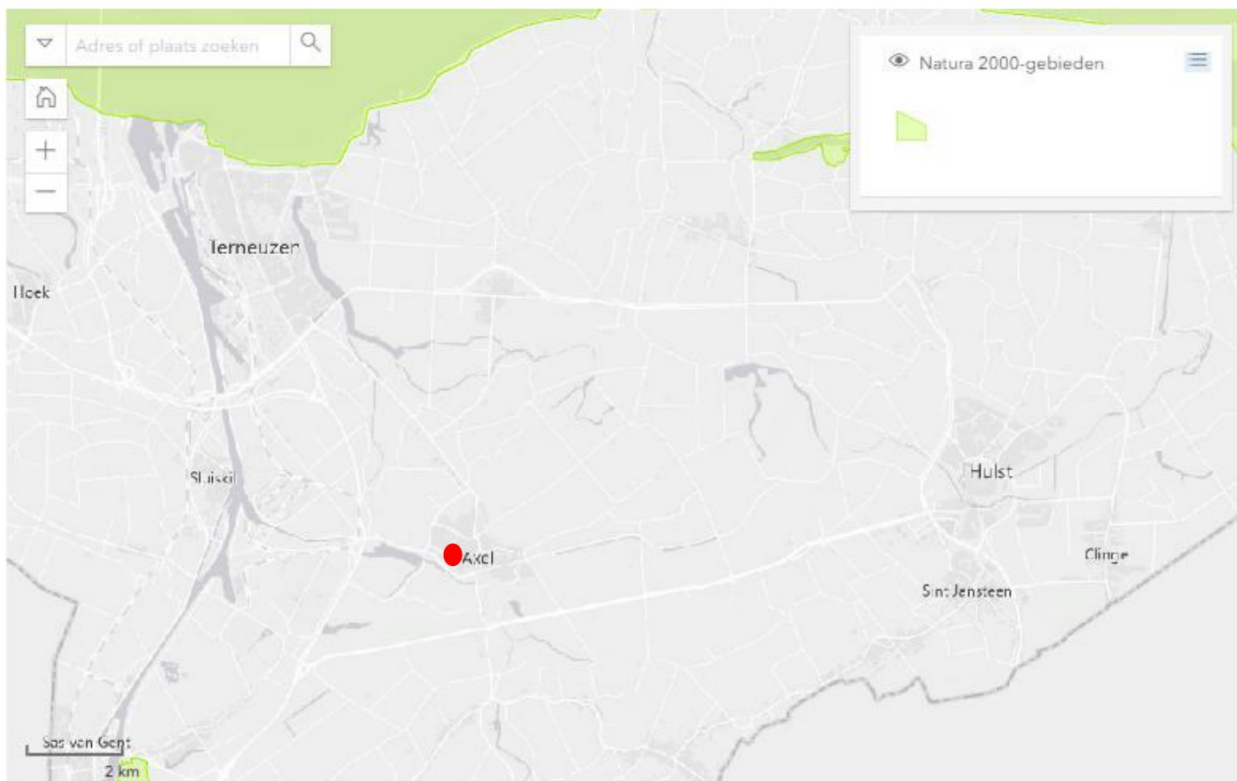 Adres of plaats zoeken
Natura 2000-gebieden
Terneuzen
Hoek
Sluiskil
Hulst
Axel
Clinge
Sint Jansteen
Sas van Gent
2 km